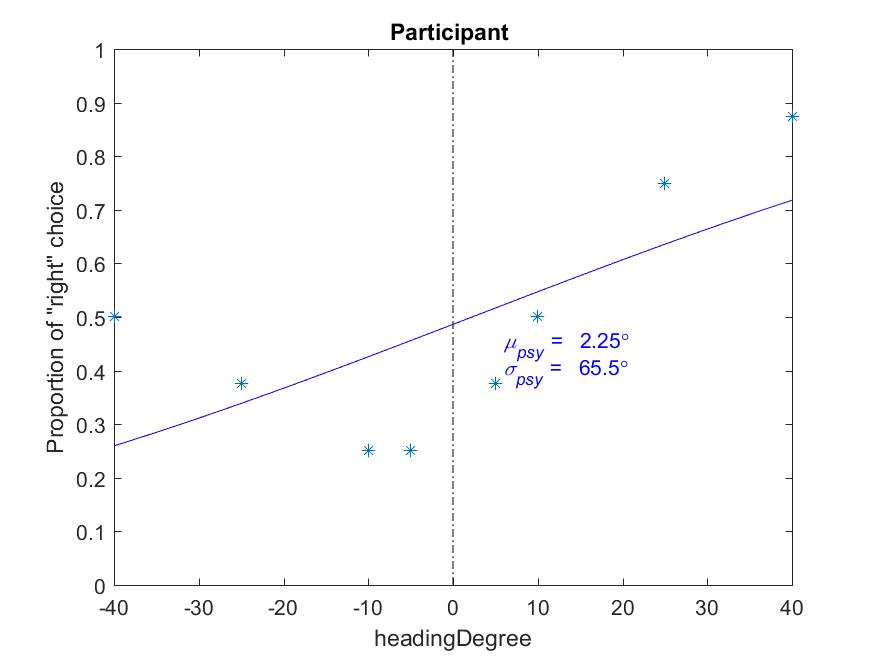 Participant
1
0.9
0.8
0.7
0.6
0.5
0.4
0.3
0.2
0.1
0
Proportion of "right" choice
μpsy = 2.25°
σpsy = 65.5°
-40 -30 -20 -10 0 10 20 30 40
headingDegree